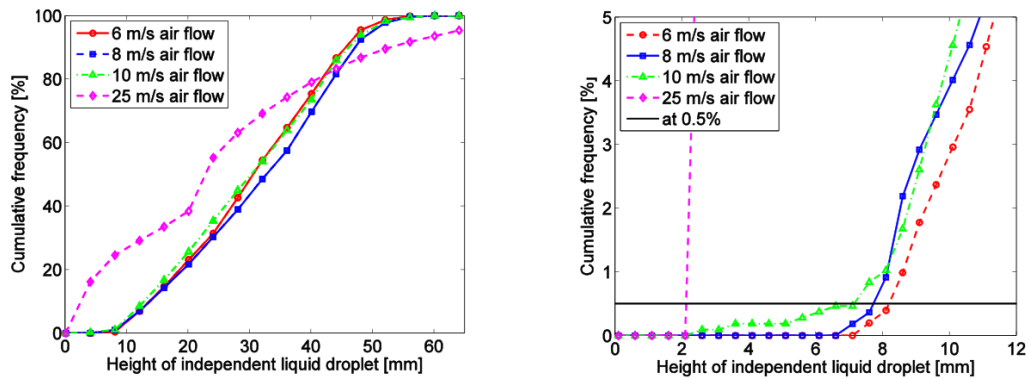 100
80
60
40
20
0
Cumulative frequency [%]
6 m/s air flow
8 m/s air flow
10 m/s air flow
25 m/s air flow
0 10 20 30 40 50 60
Height of independent liquid droplet [mm]
5
4
3
2
1
0
Cumulative frequency [%]
6 m/s air flow
8 m/s air flow
10 m/s air flow
25 m/s air flow
at 0.5%
0 2 4 6 8 10 12
Height of independent liquid droplet [mm]